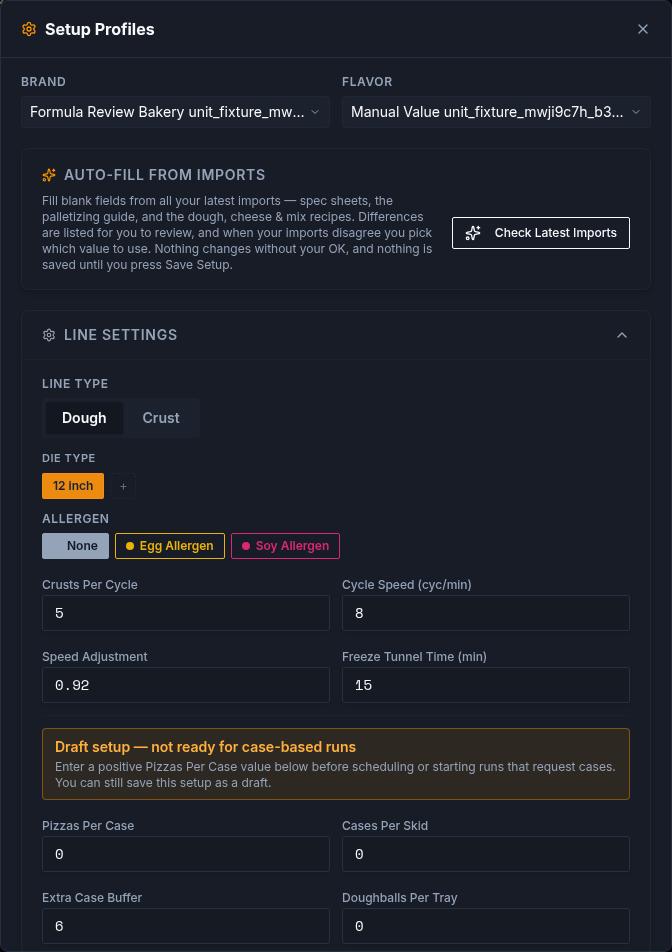 Setup Profiles
BRAND
FLAVOR
Formula Review Bakery unit_fixture_mw...
Manual Value unit_fixture_mwji9c7h_b3...
AUTO-FILL FROM IMPORTS
Fill blank fields from all your latest imports — spec sheets, the
palletizing guide, and the dough, cheese & mix recipes. Differences
are listed for you to review, and when your imports disagree you pick
which value to use. Nothing changes without your OK, and nothing is
saved until you press Save Setup.
Check Latest Imports
LINE SETTINGS
LINE TYPE
Dough
Crust
DIE TYPE
12 inch
+
ALLERGEN
None
Egg Allergen
Soy Allergen
Crusts Per Cycle
Cycle Speed (cyc/min)
5
8
Speed Adjustment
Freeze Tunnel Time (min)
0.92
15
Draft setup — not ready for case-based runs
Enter a positive Pizzas Per Case value below before scheduling or starting runs that request cases.
You can still save this setup as a draft.
Pizzas Per Case
Cases Per Skid
0
0
Extra Case Buffer
Doughballs Per Tray
6
0